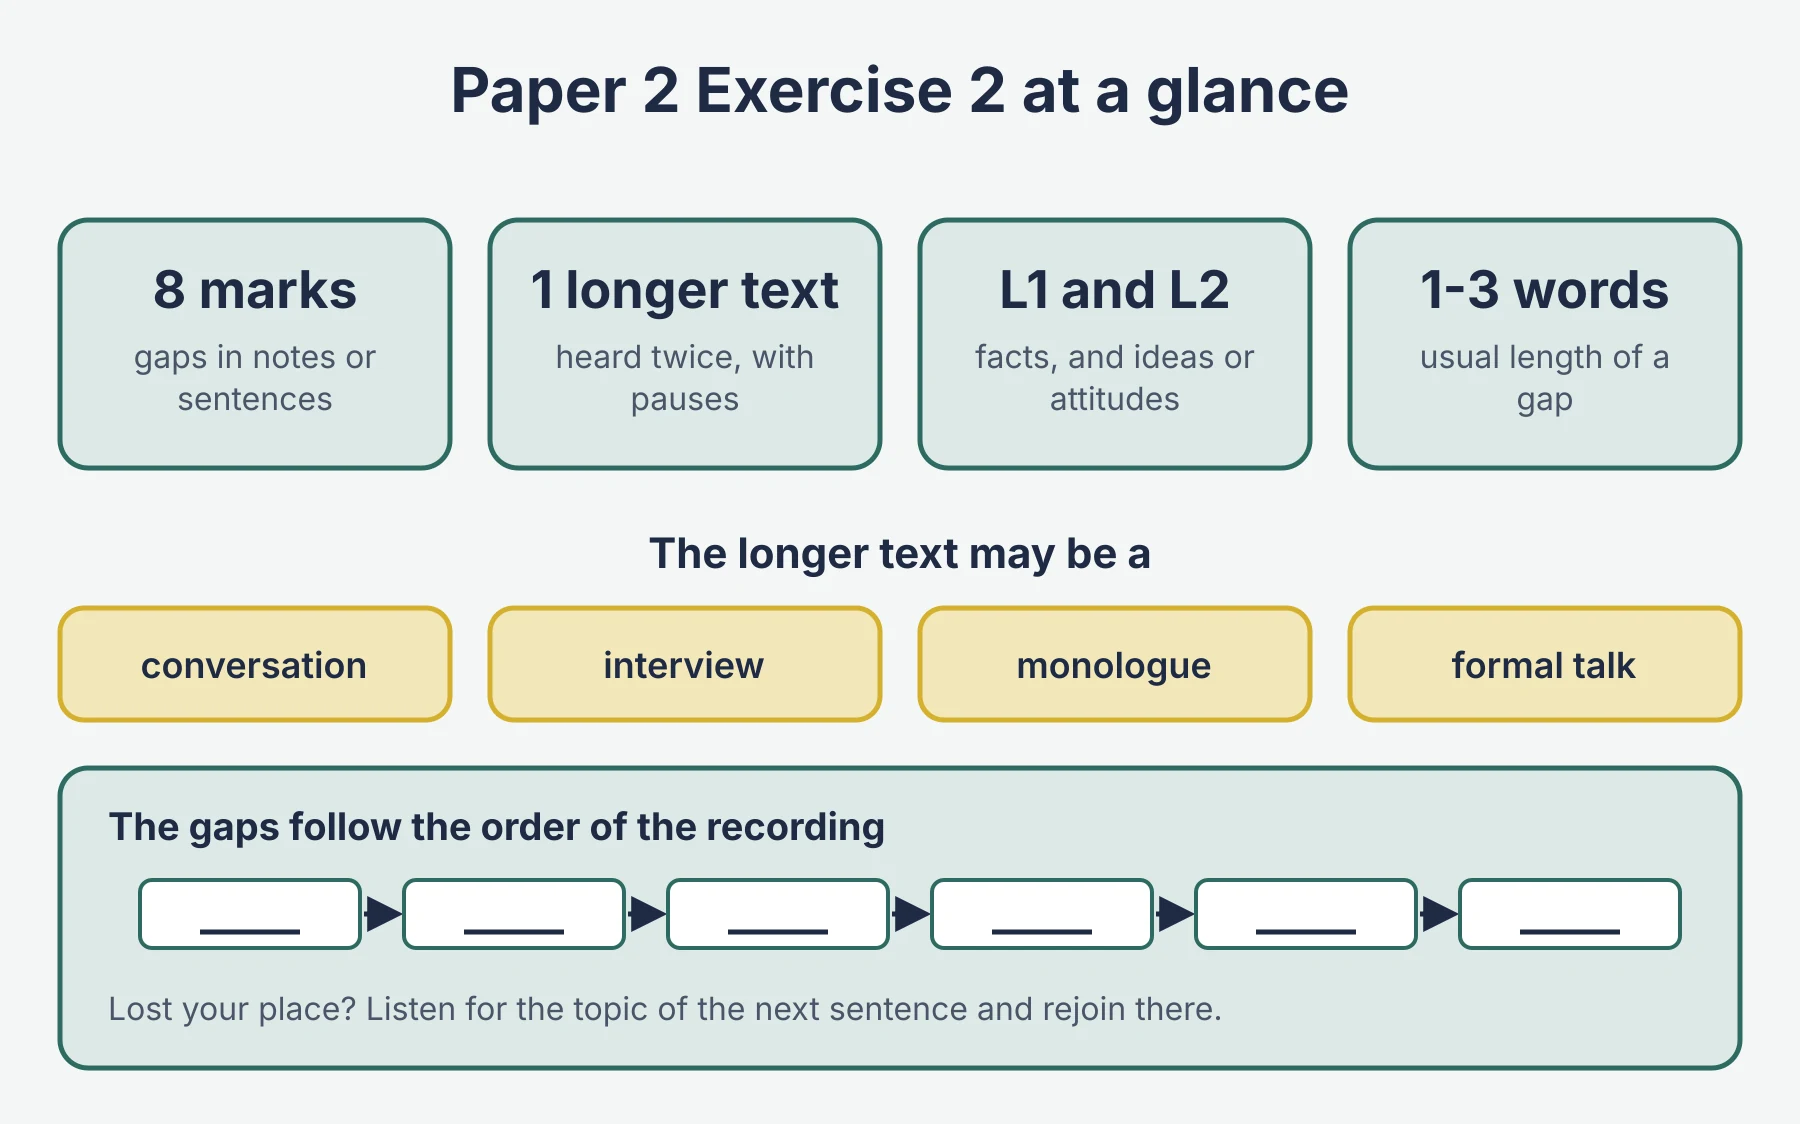 Paper 2 Exercise 2 at a glance
8 marks
gaps in notes or
sentences
1 longer text
heard twice, with
pauses
L1 and L2
facts, and ideas or
attitudes
1-3 words
usual length of a
gap
The longer text may be a
conversation
interview
monologue
formal talk
The gaps follow the order of the recording
Lost your place? Listen for the topic of the next sentence and rejoin there.